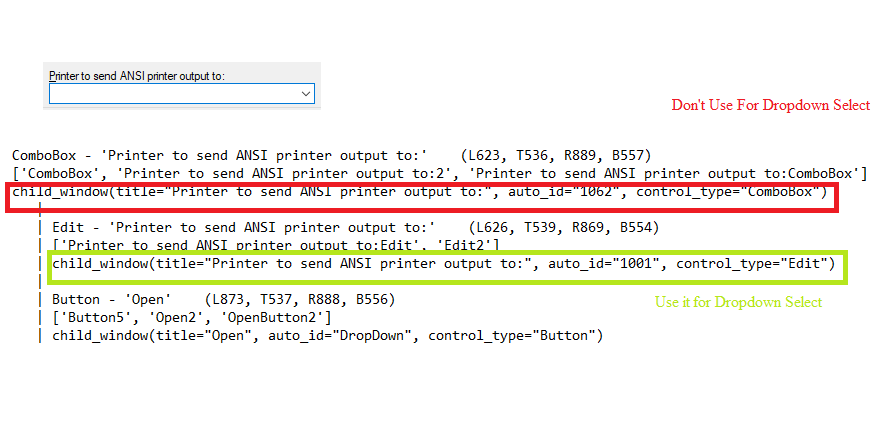 Printer to send ANSI printer output to:
Don't Use For Dropdown Select
ComboBox - 'Printer to send ANSI printer output to:'    (L623, T536, R889, B557)
['ComboBox', 'Printer to send ANSI printer output to:2', 'Printer to send ANSI printer output to:ComboBox']
child_window(title="Printer to send ANSI printer output to:", auto_id="1062", control_type="ComboBox")
|
| Edit - 'Printer to send ANSI printer output to:'    (L626, T539, R869, B554)
| ['Printer to send ANSI printer output to:Edit', 'Edit2']
| child_window(title="Printer to send ANSI printer output to:", auto_id="1001", control_type="Edit")
|
Use it for Dropdown Select
| Button - 'Open'    (L873, T537, R888, B556)
| ['Button5', 'Open2', 'OpenButton2']
| child_window(title="Open", auto_id="DropDown", control_type="Button")